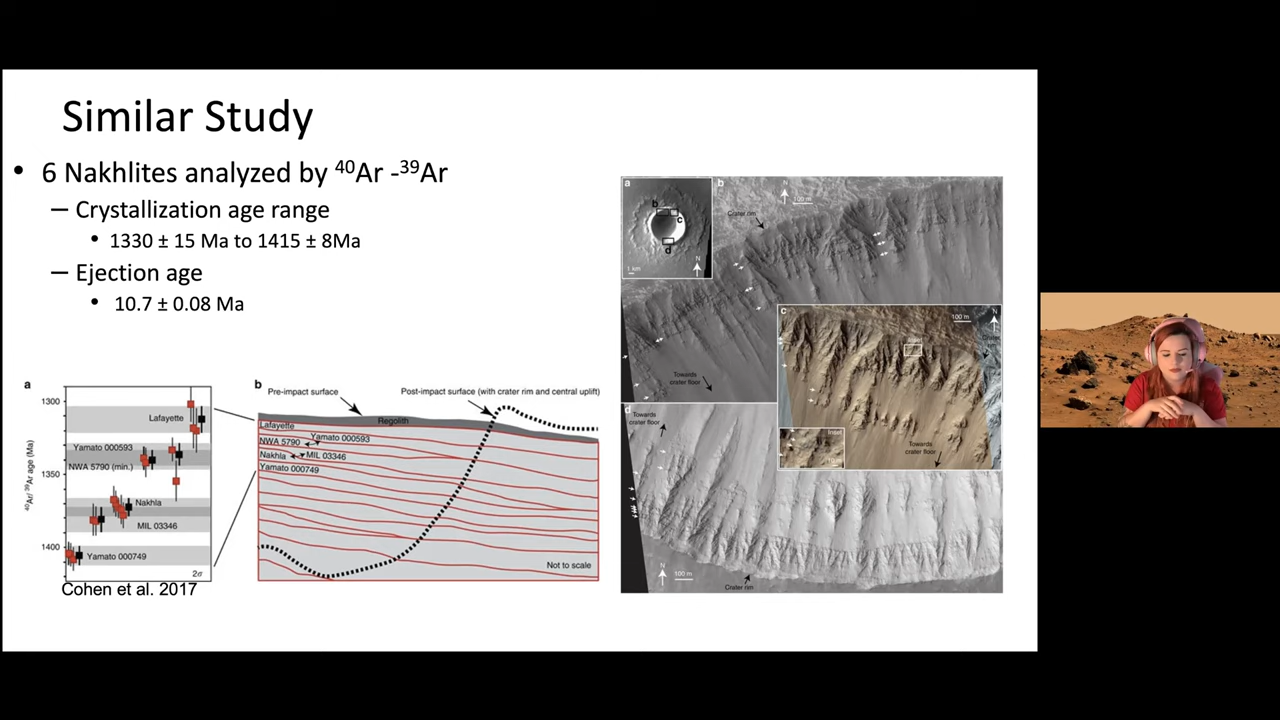 Similar Study
• 6 Nakhlites analyzed by ⁴⁰Ar -³⁹Ar
– Crystallization age range
• 1330 ± 15 Ma to 1415 ± 8Ma
– Ejection age
• 10.7 ± 0.08 Ma
a
1300
1350
1400
⁴⁰Ar/³⁹Ar age (Ma)
Lafayette
Yamato 000593
NWA 5790 (min.)
Nakhla
MIL 03346
Yamato 000749
2σ
Cohen et al. 2017
b
Pre-impact surface
Post-impact surface (with crater rim and central uplift)
Regolith
Lafayette
NWA 5790
Yamato 000593
Nakhla
MIL 03346
Yamato 000749
Not to scale
a
b
c
d
N
1 km
b
N
100 m
Crater rim
Towards
crater floor
c
100 m
N
Crater
rim
Inset
Towards
crater floor
d
Towards
crater floor
N
100 m
Crater rim